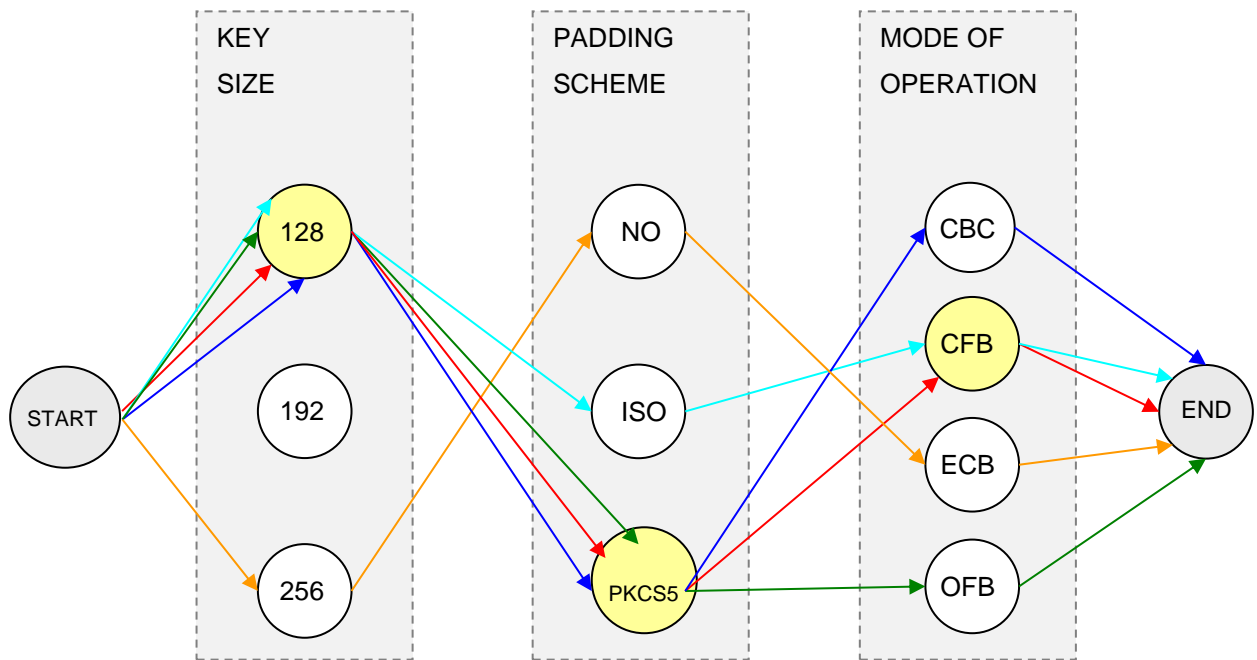 KEY
SIZE
PADDING
SCHEME
MODE OF
OPERATION
128
NO
CBC
CFB
START
192
ISO
END
ECB
256
PKCS5
OFB